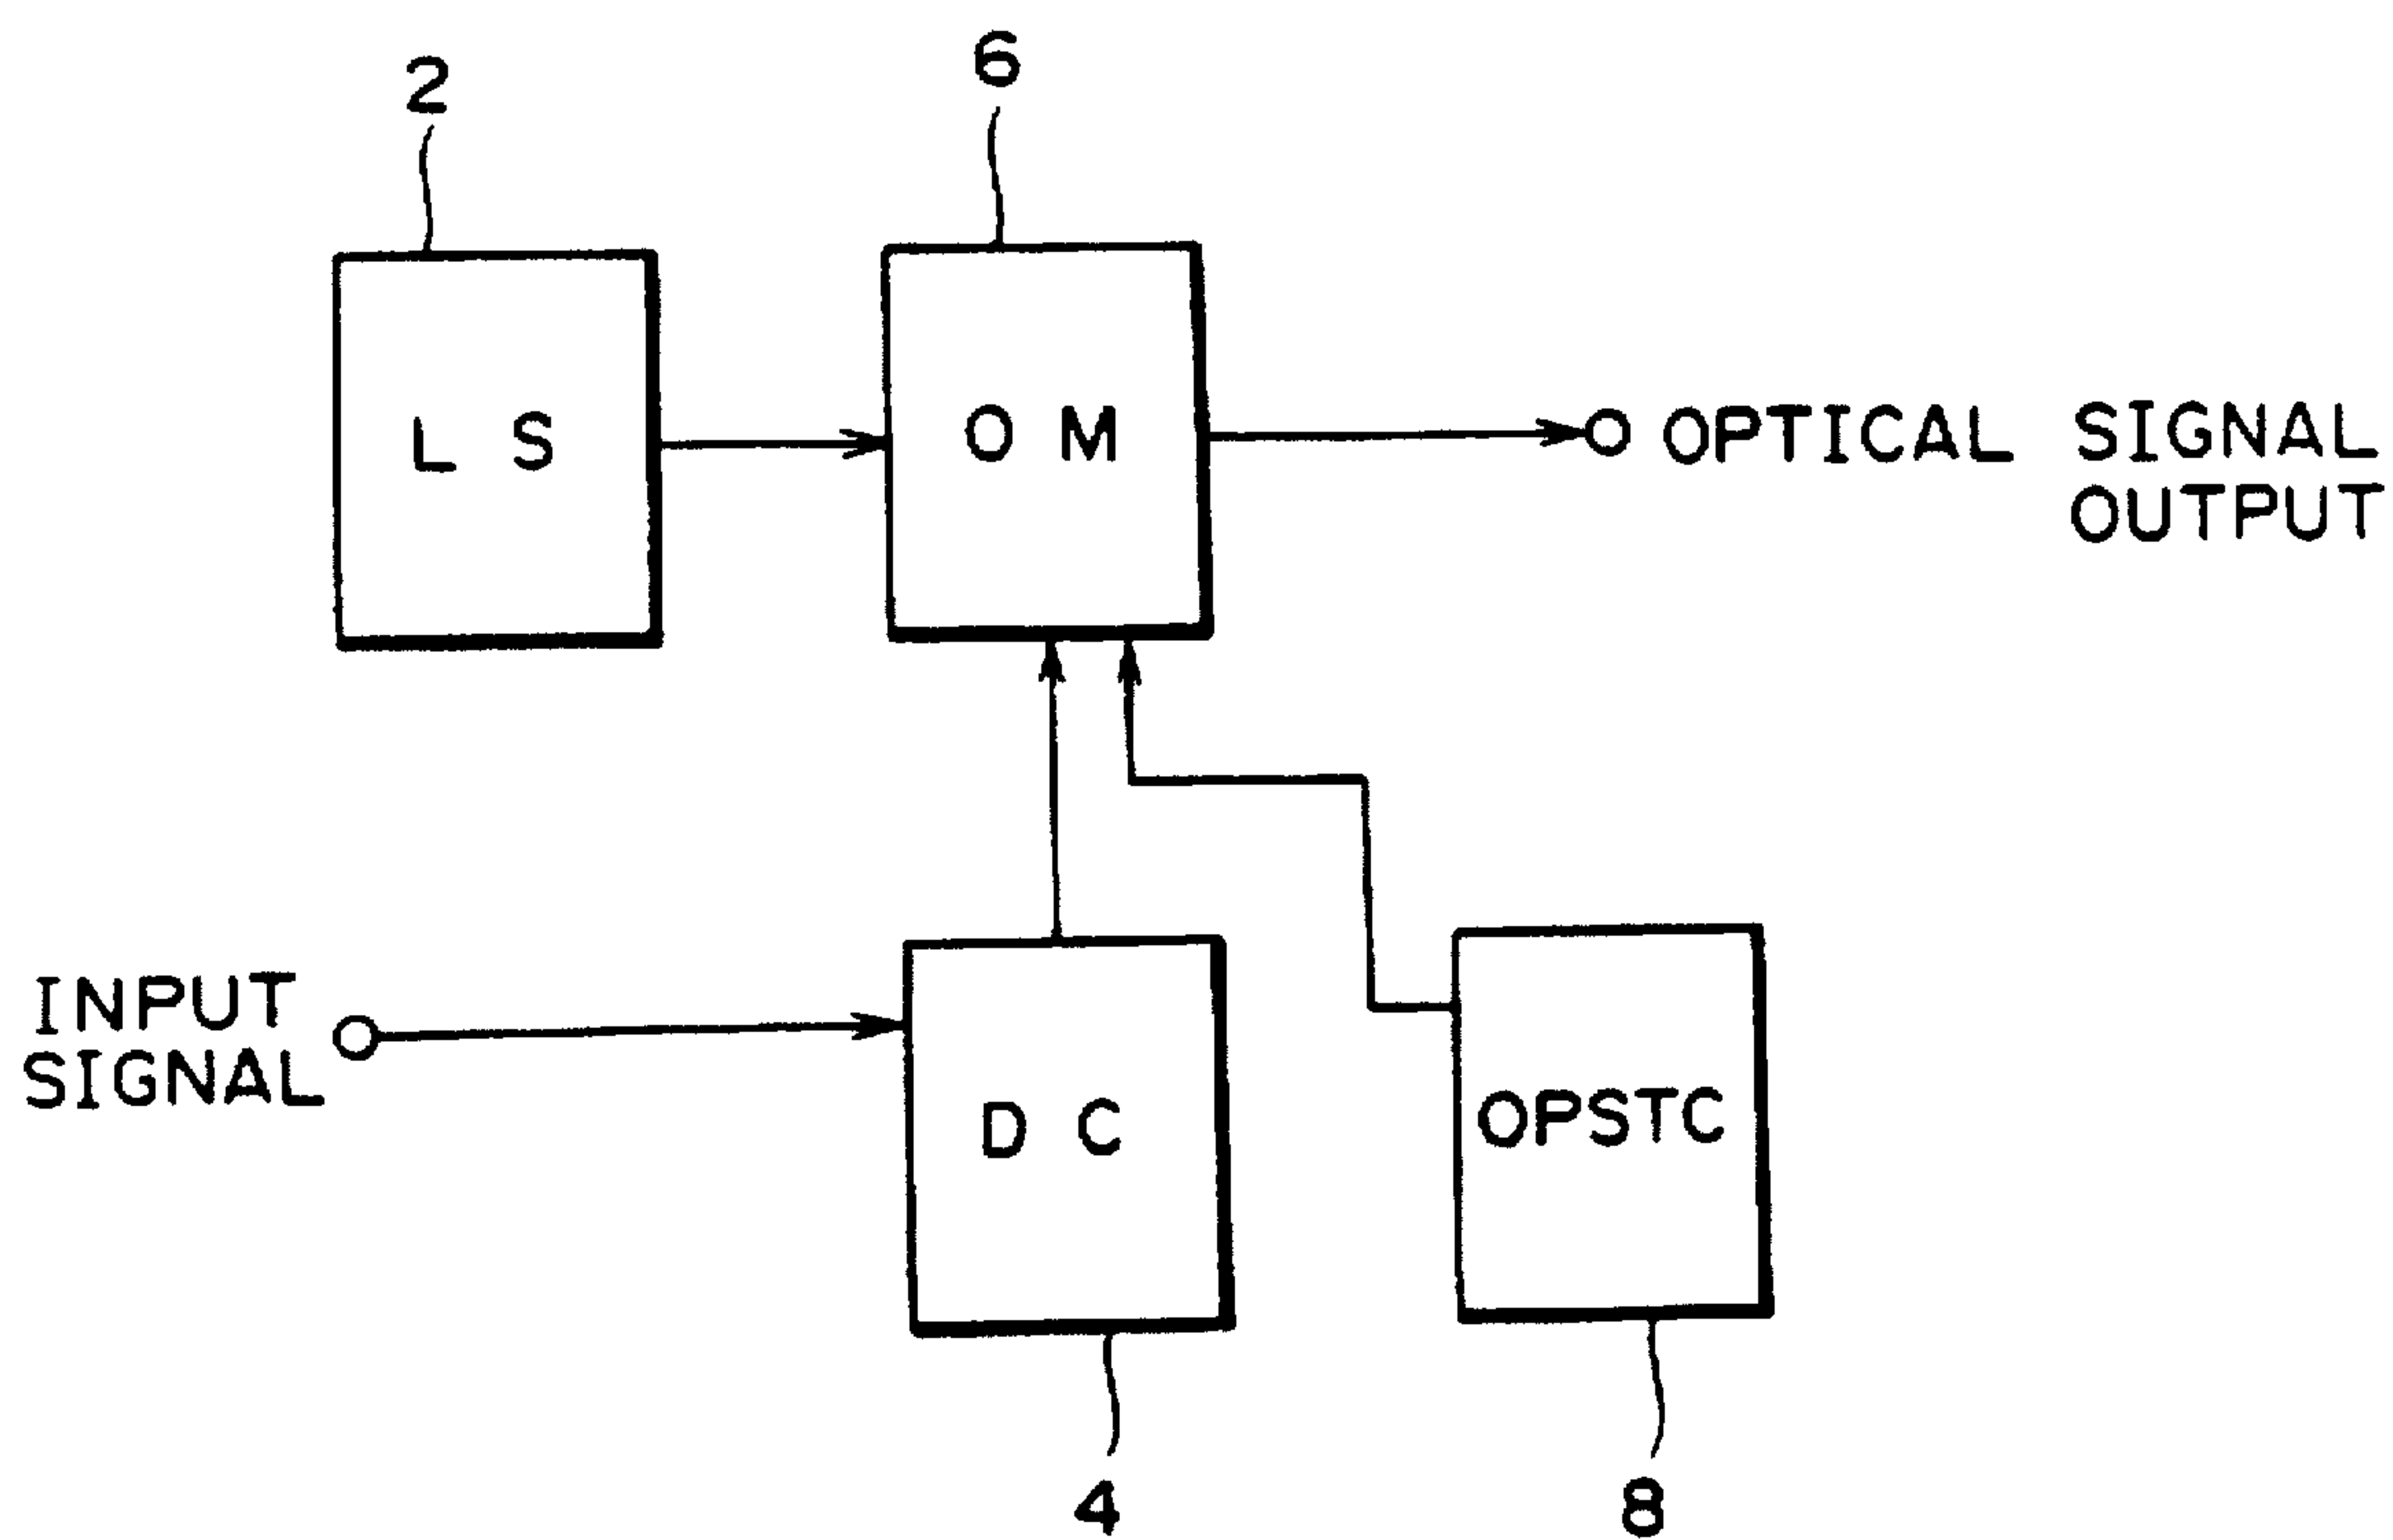 2
6
L S
O M
OPTICAL SIGNAL
OUTPUT
INPUT
SIGNAL
D C
OPSTC
4
8